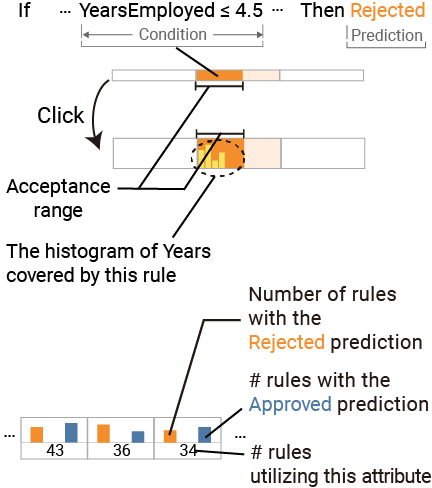 If ··· YearsEmployed ≤ 4.5 ··· Then Rejected
Condition
Prediction
Click
Acceptance
range
The histogram of Years
covered by this rule
Number of rules
with the
Rejected prediction
# rules with the
Approved prediction
··· 43 36 34 ···
# rules
utilizing this attribute